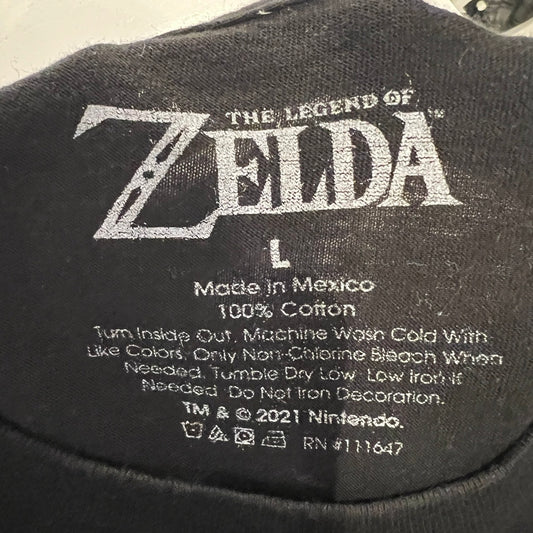 THE LEGEND OF
ZELDA™
L
Made in Mexico
100% Cotton
Turn Inside Out. Machine Wash Cold With
Like Colors, Only Non-Chlorine Bleach When
Needed. Tumble Dry Low. Low Iron If
Needed. Do Not Iron Decoration.
TM & © 2021 Nintendo.
RN #111647